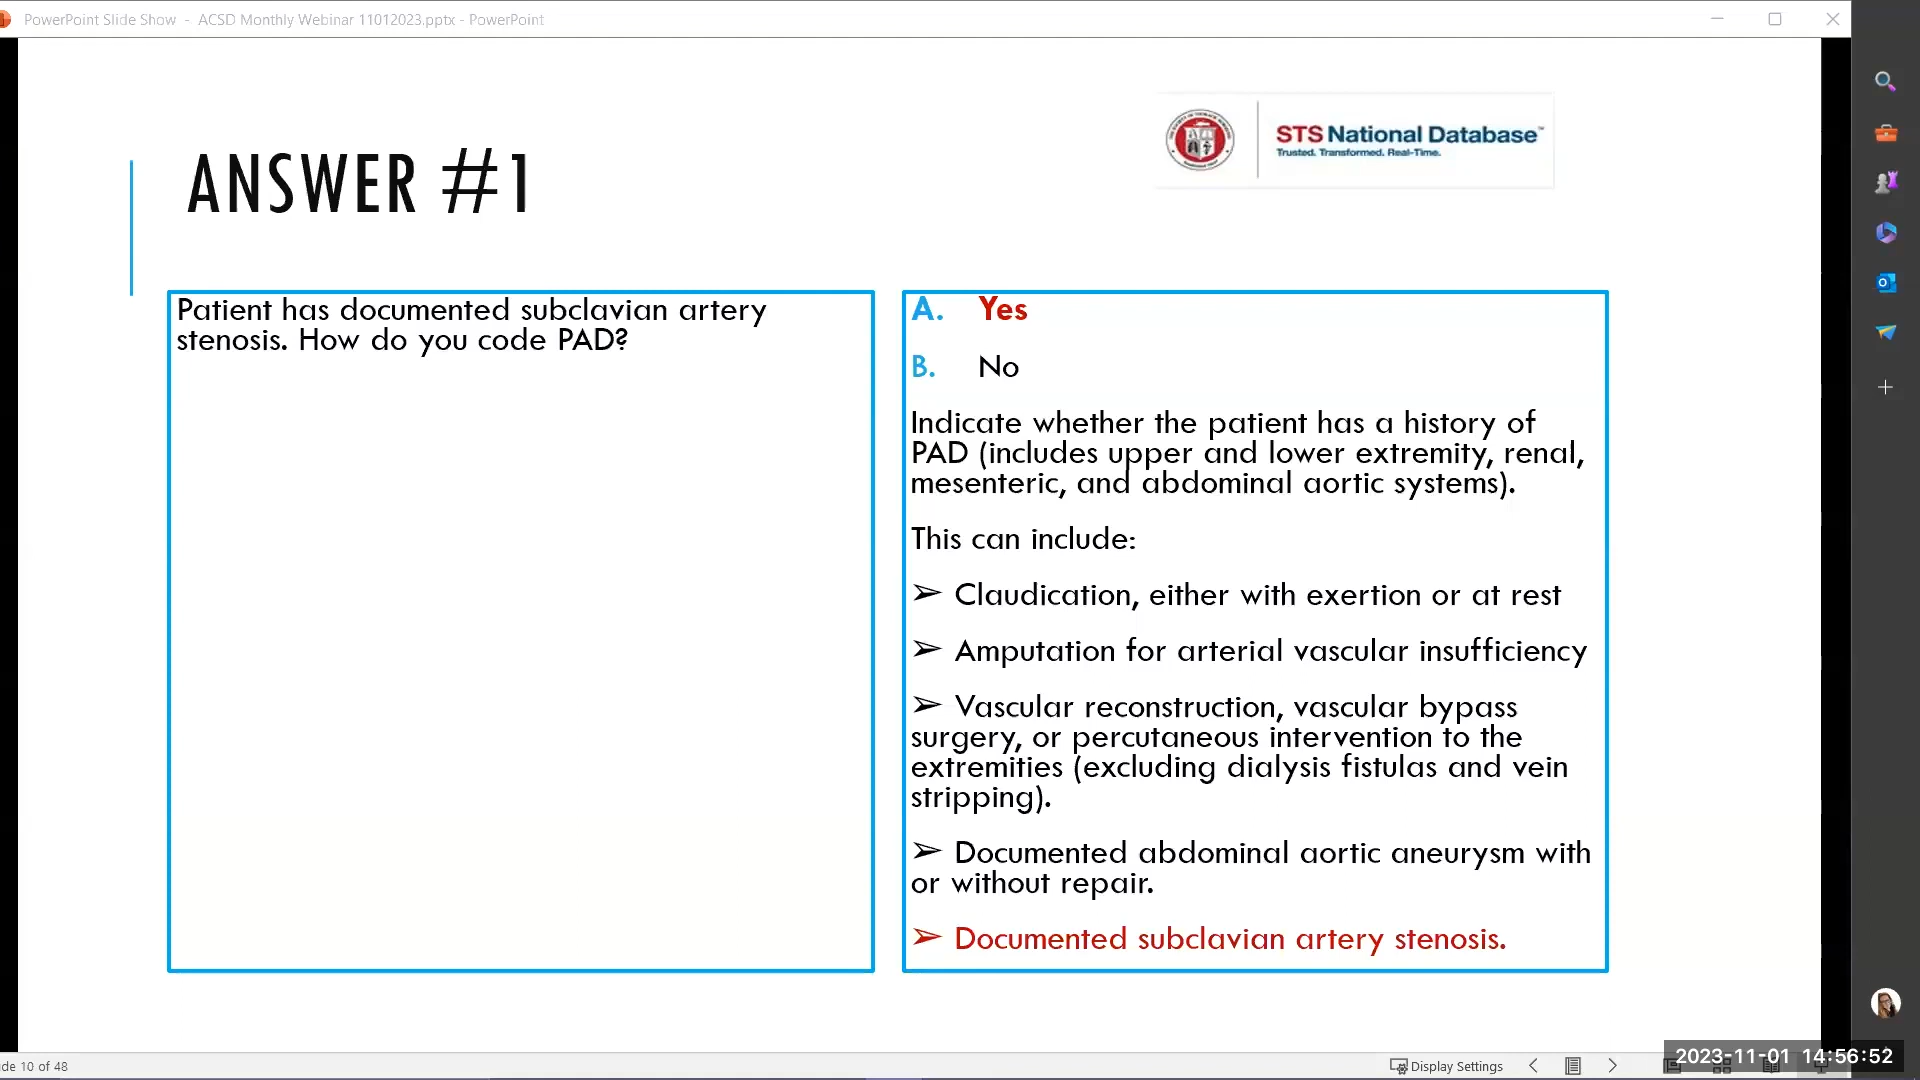 PowerPoint Slide Show - ACSD Monthly Webinar 11012023.pptx - PowerPoint
STS National Database™
Trusted. Transformed. Real-Time.
ANSWER #1
Patient has documented subclavian artery
stenosis. How do you code PAD?
A. Yes
B. No
Indicate whether the patient has a history of
PAD (includes upper and lower extremity, renal,
mesenteric, and abdominal aortic systems).
This can include:
➢ Claudication, either with exertion or at rest
➢ Amputation for arterial vascular insufficiency
➢ Vascular reconstruction, vascular bypass
surgery, or percutaneous intervention to the
extremities (excluding dialysis fistulas and vein
stripping).
➢ Documented abdominal aortic aneurysm with
or without repair.
➢ Documented subclavian artery stenosis.
de 10 of 48
Display Settings
2023-11-01 14:56:52